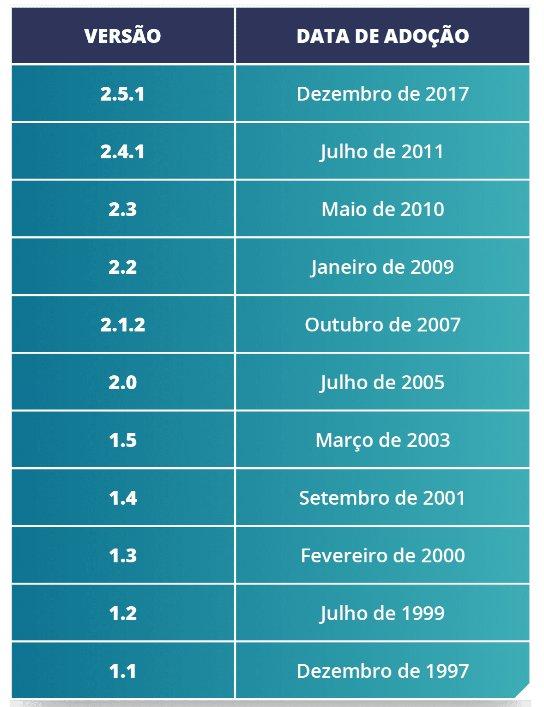 VERSÃO DATA DE ADOÇÃO
2.5.1 Dezembro de 2017
2.4.1 Julho de 2011
2.3 Maio de 2010
2.2 Janeiro de 2009
2.1.2 Outubro de 2007
2.0 Julho de 2005
1.5 Março de 2003
1.4 Setembro de 2001
1.3 Fevereiro de 2000
1.2 Julho de 1999
1.1 Dezembro de 1997